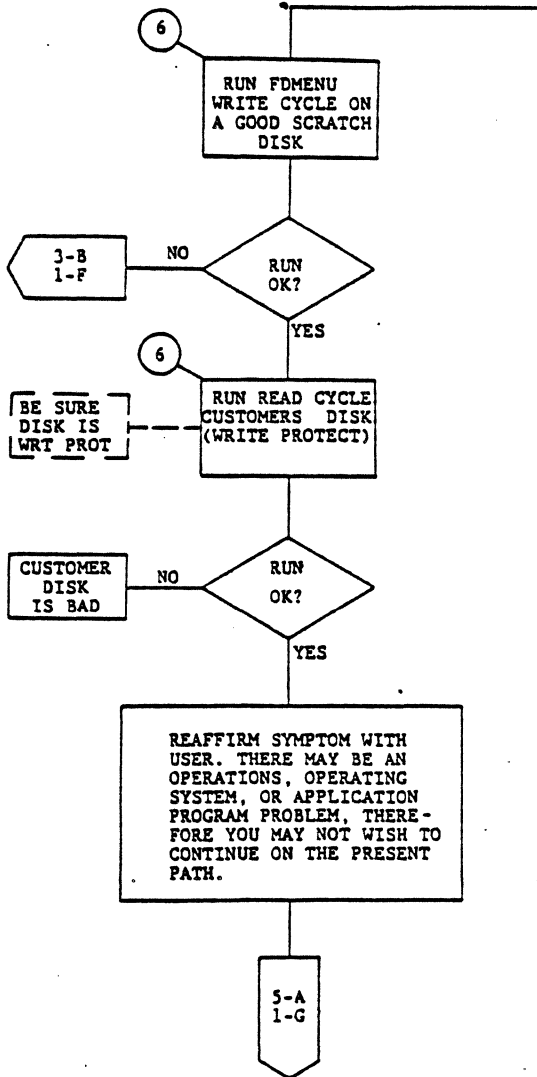 6
RUN FDMENU
WRITE CYCLE ON
A GOOD SCRATCH
DISK
3-B
1-F
NO
RUN
OK?
YES
6
RUN READ CYCLE
CUSTOMERS DISK
(WRITE PROTECT)
BE SURE
DISK IS
WRT PROT
CUSTOMER
DISK
IS BAD
NO
RUN
OK?
YES
REAFFIRM SYMPTOM WITH
USER. THERE MAY BE AN
OPERATIONS, OPERATING
SYSTEM, OR APPLICATION
PROGRAM PROBLEM, THERE-
FORE YOU MAY NOT WISH TO
CONTINUE ON THE PRESENT
PATH.
5-A
1-G